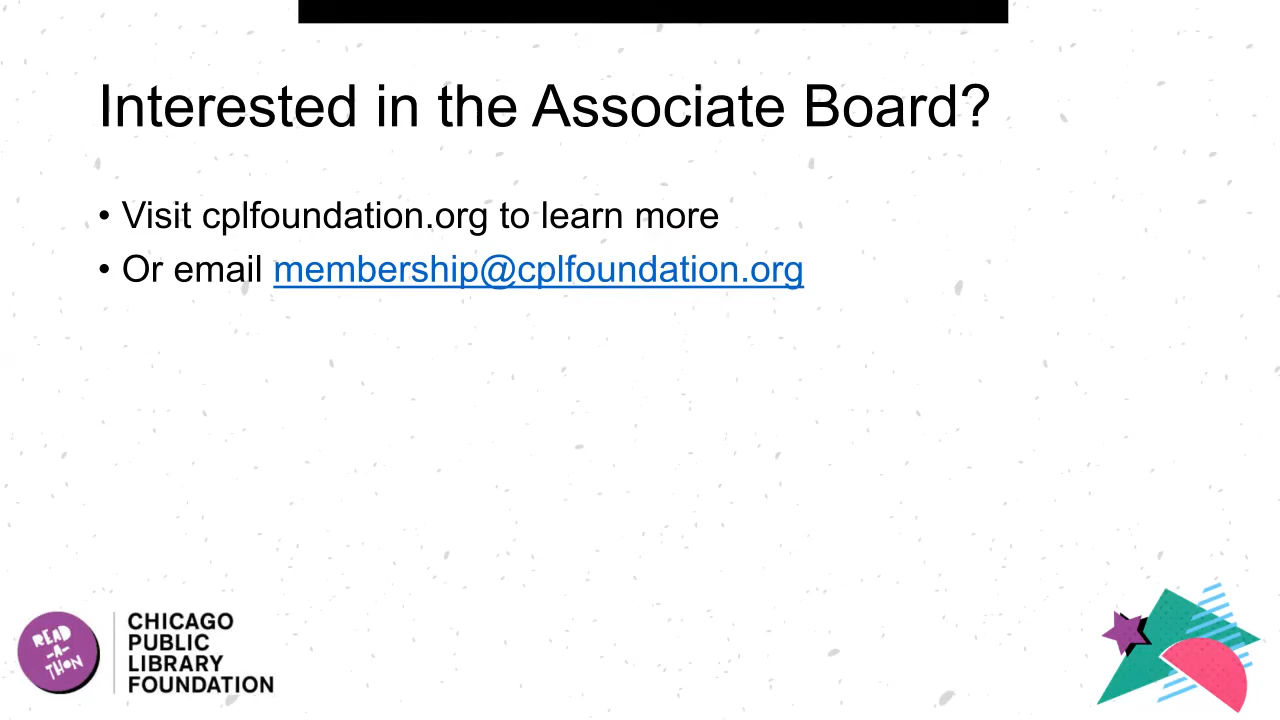 Interested in the Associate Board?
• Visit cplfoundation.org to learn more
• Or email membership@cplfoundation.org
READ
-A-
THON
CHICAGO
PUBLIC
LIBRARY
FOUNDATION